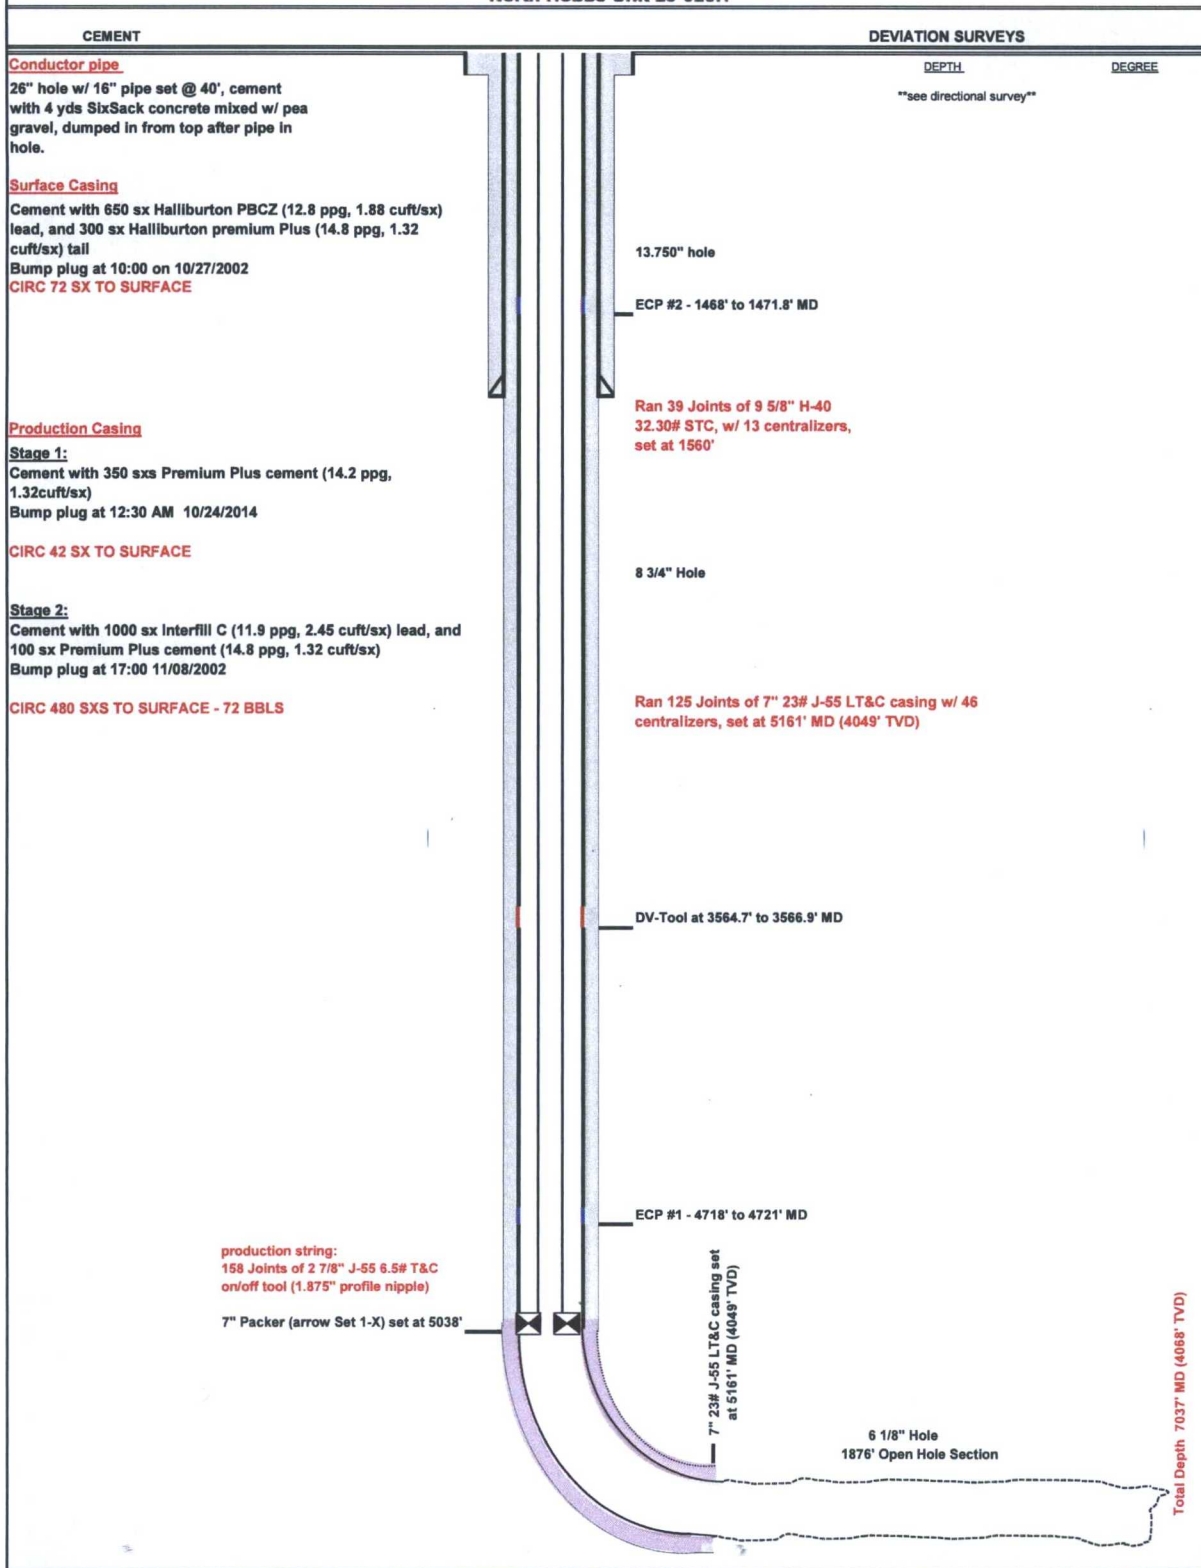 CEMENT
DEVIATION SURVEYS
Conductor pipe
26" hole w/ 16" pipe set @ 40', cement
with 4 yds SixSack concrete mixed w/ pea
gravel, dumped in from top after pipe in
hole.
DEPTH
DEGREE
**see directional survey**
Surface Casing
Cement with 650 sx Halliburton PBCZ (12.8 ppg, 1.88 cuft/sx)
lead, and 300 sx Halliburton premium Plus (14.8 ppg, 1.32
cuft/sx) tail
Bump plug at 10:00 on 10/27/2002
CIRC 72 SX TO SURFACE
13.750" hole
ECP #2 - 1468' to 1471.8' MD
Ran 39 Joints of 9 5/8" H-40
32.30# STC, w/ 13 centralizers,
set at 1560'
Production Casing
Stage 1:
Cement with 350 sxs Premium Plus cement (14.2 ppg,
1.32cuft/sx)
Bump plug at 12:30 AM 10/24/2014
CIRC 42 SX TO SURFACE
8 3/4" Hole
Stage 2:
Cement with 1000 sx Interfill C (11.9 ppg, 2.45 cuft/sx) lead, and
100 sx Premium Plus cement (14.8 ppg, 1.32 cuft/sx)
Bump plug at 17:00 11/08/2002
CIRC 480 SXS TO SURFACE - 72 BBLS
Ran 125 Joints of 7" 23# J-55 LT&C casing w/ 46
centralizers, set at 5161' MD (4049' TVD)
DV-Tool at 3564.7' to 3566.9' MD
ECP #1 - 4718' to 4721' MD
production string:
158 Joints of 2 7/8" J-55 6.5# T&C
on/off tool (1.875" profile nipple)
7" Packer (arrow Set 1-X) set at 5038'
7" 23# J-55 LT&C casing set
at 5161' MD (4049' TVD)
6 1/8" Hole
1876' Open Hole Section
Total Depth 7037' MD (4068' TVD)